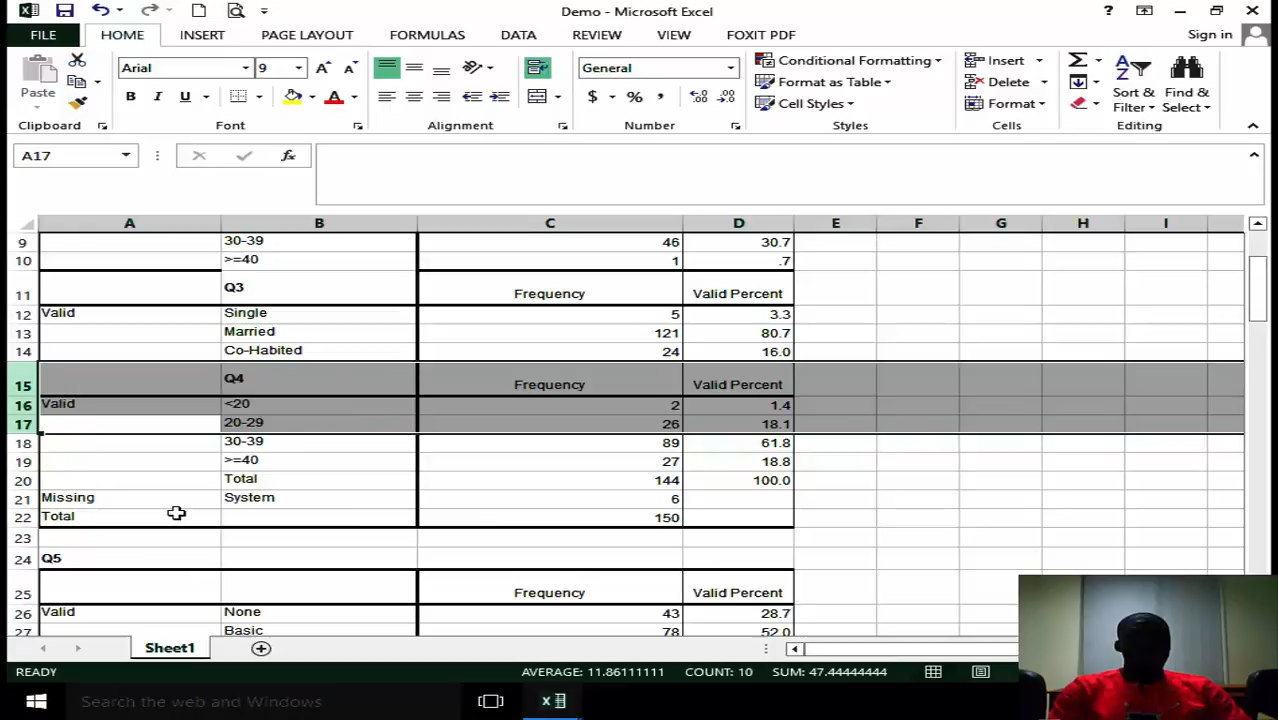 Demo - Microsoft Excel
?
FILE HOME INSERT PAGE LAYOUT FORMULAS DATA REVIEW VIEW FOXIT PDF Sign in
Paste
Arial 9
B I U A
General
$ % ,
Conditional Formatting
Format as Table
Cell Styles
Insert
Delete
Format
Sort & Filter
Find & Select
Clipboard Font Alignment Number Styles Cells Editing
A17 fx
A B C D E F G H I
9 30-39 46 30.7
10 >=40 1 .7
11 Q3 Frequency Valid Percent
12 Valid Single 5 3.3
13 Married 121 80.7
14 Co-Habited 24 16.0
15 Q4 Frequency Valid Percent
16 Valid <20 2 1.4
17 20-29 26 18.1
18 30-39 89 61.8
19 >=40 27 18.8
20 Total 144 100.0
21 Missing System 6
22 Total 150
23
24 Q5
25 Frequency Valid Percent
26 Valid None 43 28.7
27 Basic 78 52.0
Sheet1
READY AVERAGE: 11.86111111 COUNT: 10 SUM: 47.44444444
Search the web and Windows